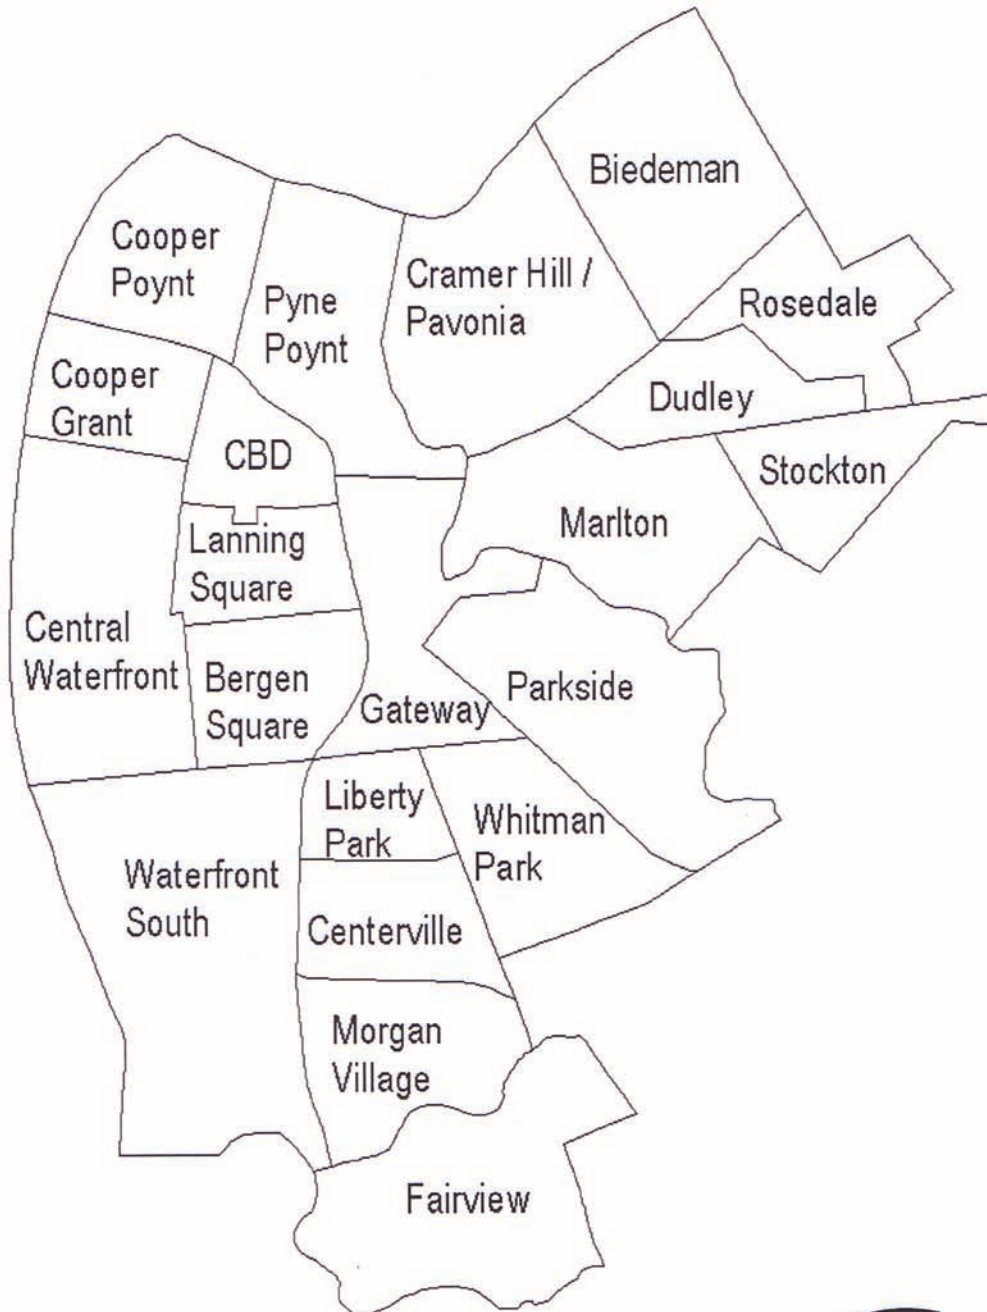 Biedeman
Cooper
Poynt
Cramer Hill /
Pavonia
Pyne
Poynt
Rosedale
Cooper
Grant
Dudley
CBD
Stockton
Marlton
Lanning
Square
Central
Waterfront
Bergen
Square
Parkside
Gateway
Liberty
Park
Whitman
Park
Waterfront
South
Centerville
Morgan
Village
Fairview